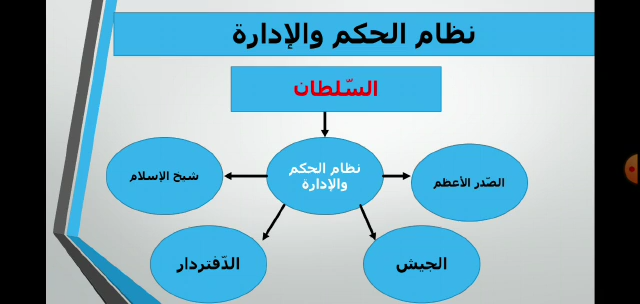 نظام الحكم والإدارة
السّلطان
نظام الحكم
والإدارة
الصّدر الأعظم
شيخ الإسلام
الجيش
الدّفتردار